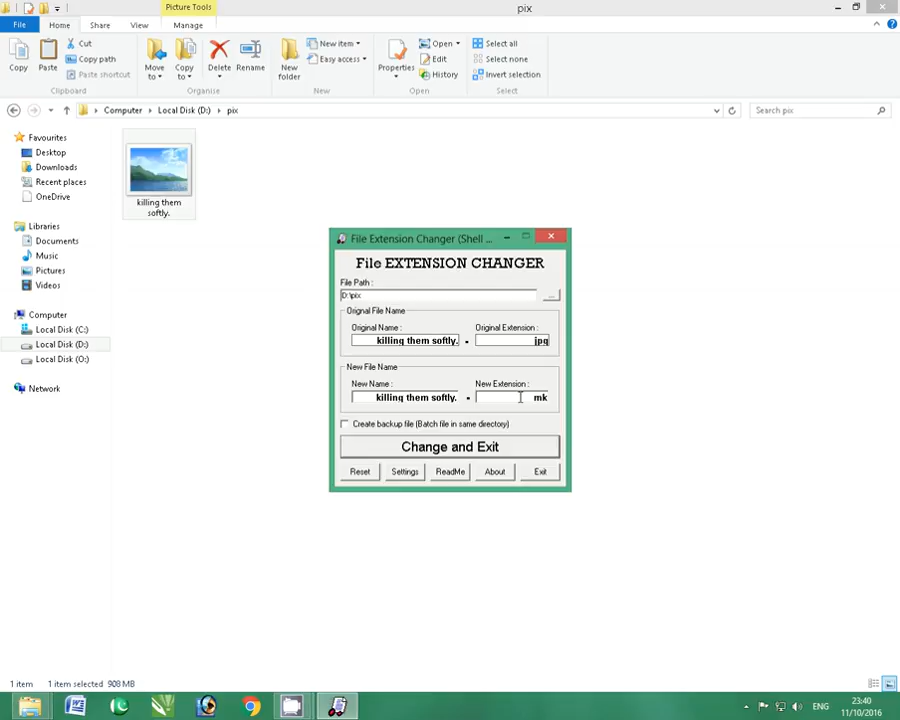 Picture Tools
pix
File
Home
Share
View
Manage
Copy
Paste
Cut
Copy path
Paste shortcut
Clipboard
Move to
Copy to
Delete
Rename
Organise
New folder
New item
Easy access
New
Properties
Open
Edit
History
Open
Select all
Select none
Invert selection
Select
Computer
Local Disk (D:)
pix
Search pix
Favourites
Desktop
Downloads
Recent places
OneDrive
Libraries
Documents
Music
Pictures
Videos
Computer
Local Disk (C:)
Local Disk (D:)
Local Disk (O:)
Network
killing them
softly.
File Extension Changer (Shell ...
File EXTENSION CHANGER
File Path :
D:\pix
...
Orignal File Name
Original Name :
Original Extension :
killing them softly. - jpg
New File Name
New Name :
New Extension :
killing them softly. - mk
Create backup file (Batch file in same directory)
Change and Exit
Reset
Settings
ReadMe
About
Exit
1 item
1 item selected 908 MB
ENG
23:40
11/10/2016